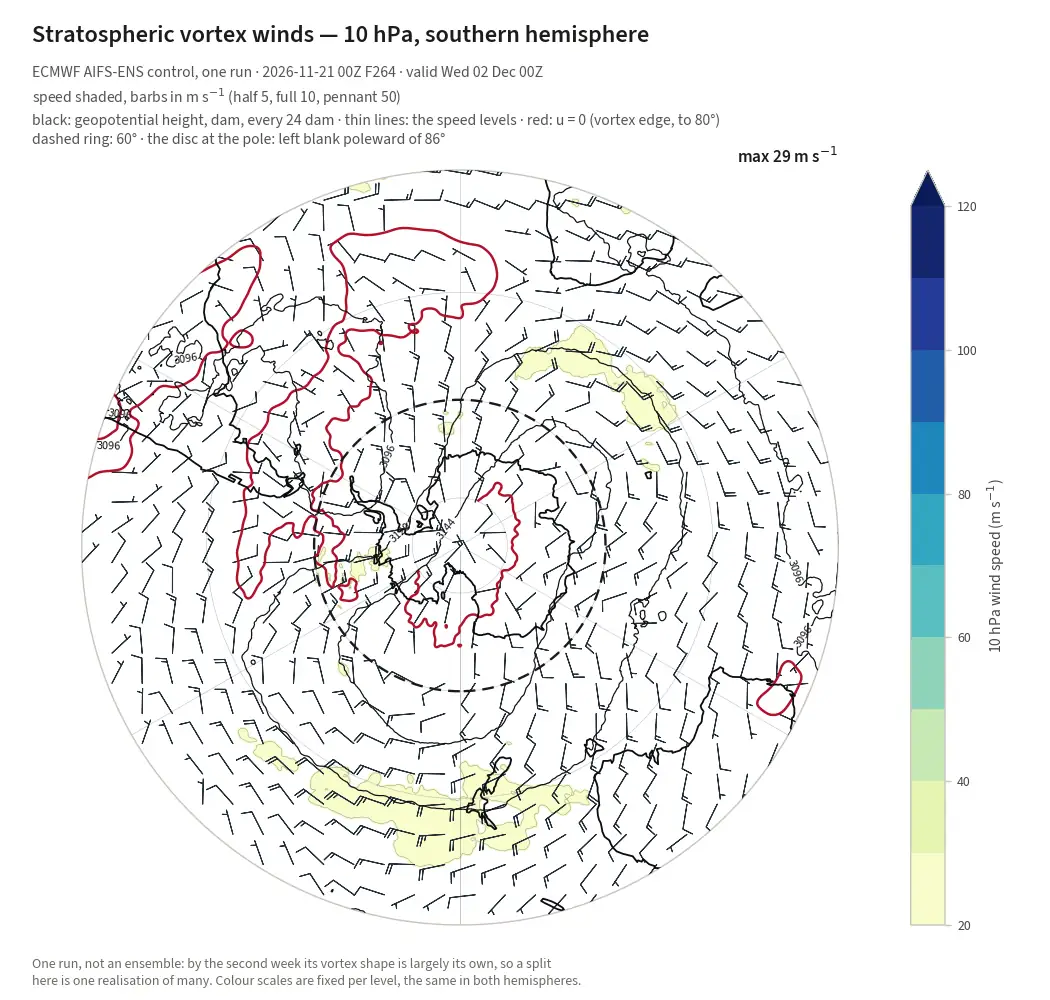 Stratospheric vortex winds — 10 hPa, southern hemisphere
ECMWF AIFS-ENS control, one run · 2026-11-21 00Z F264 · valid Wed 02 Dec 00Z
speed shaded, barbs in m s⁻¹ (half 5, full 10, pennant 50)
black: geopotential height, dam, every 24 dam · thin lines: the speed levels · red: u = 0 (vortex edge, to 80°)
dashed ring: 60° · the disc at the pole: left blank poleward of 86°
max 29 m s⁻¹
120
100
80
60
40
20
10 hPa wind speed (m s⁻¹)
3096
3096
3096
3144
3096
3096
One run, not an ensemble: by the second week its vortex shape is largely its own, so a split
here is one realisation of many. Colour scales are fixed per level, the same in both hemispheres.